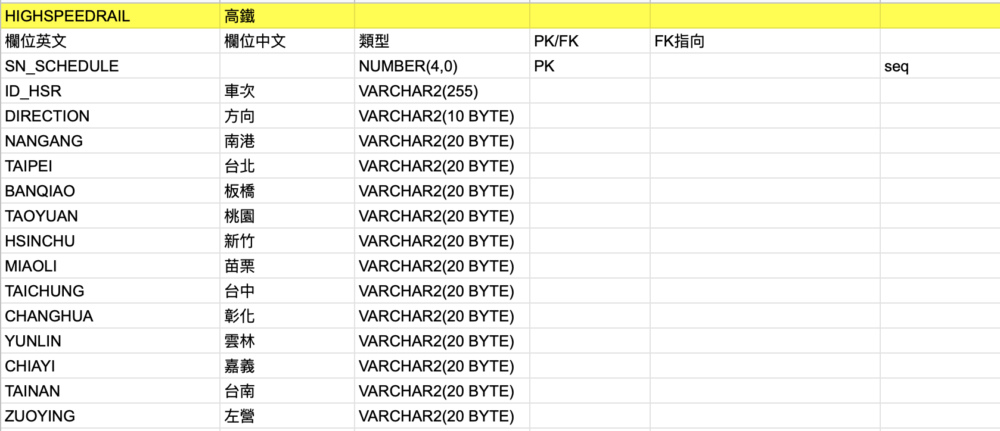 HIGHSPEEDRAIL 高鐵
欄位英文 欄位中文 類型 PK/FK FK指向
SN_SCHEDULE NUMBER(4,0) PK seq
ID_HSR 車次 VARCHAR2(255)
DIRECTION 方向 VARCHAR2(10 BYTE)
NANGANG 南港 VARCHAR2(20 BYTE)
TAIPEI 台北 VARCHAR2(20 BYTE)
BANQIAO 板橋 VARCHAR2(20 BYTE)
TAOYUAN 桃園 VARCHAR2(20 BYTE)
HSINCHU 新竹 VARCHAR2(20 BYTE)
MIAOLI 苗栗 VARCHAR2(20 BYTE)
TAICHUNG 台中 VARCHAR2(20 BYTE)
CHANGHUA 彰化 VARCHAR2(20 BYTE)
YUNLIN 雲林 VARCHAR2(20 BYTE)
CHIAYI 嘉義 VARCHAR2(20 BYTE)
TAINAN 台南 VARCHAR2(20 BYTE)
ZUOYING 左營 VARCHAR2(20 BYTE)